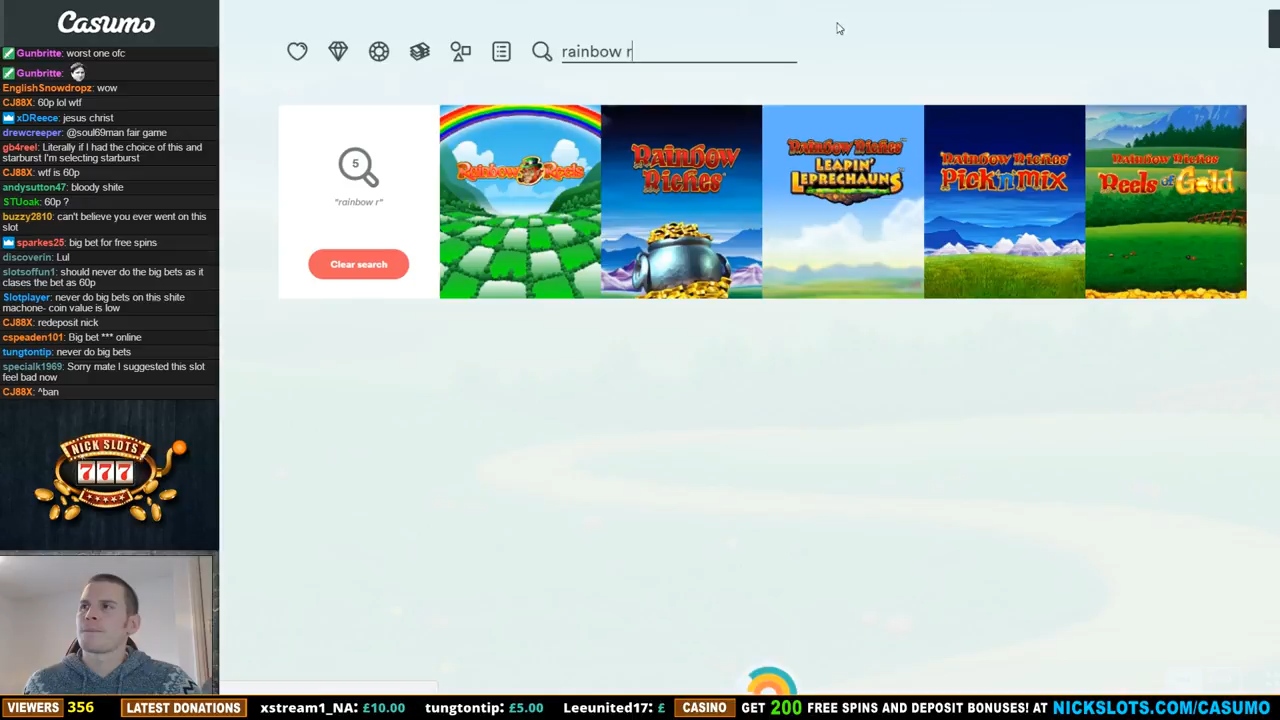 Casumo
Gunbritte: worst one ofc
Gunbritte:
EnglishSnowdropz: wow
CJ88X: 60p lol wtf
xDReece: jesus christ
drewcreeper: @soul69man fair game
gb4reel: Literally if I had the choice of this and
starburst I'm selecting starburst
CJ88X: wtf is 60p
andysutton47: bloody shite
STUoak: 60p ?
buzzy2810: can't believe you ever went on this
slot
sparkes25: big bet for free spins
discoverin: Lul
slotsoffun1: should never do the big bets as it
clases the bet as 60p
Slotplayer: never do big bets on this shite
machone- coin value is low
CJ88X: redeposit nick
cspeaden101: Big bet *** online
tungtontip: never do big bets
specialk1969: Sorry mate I suggested this slot
feel bad now
CJ88X: ^ban
NICK SLOTS
777
rainbow r
5
"rainbow r"
Clear search
Rainbow Reels
Rainbow
Riches
Rainbow Riches
LEAPIN'
LEPRECHAUNS
Rainbow Riches
Pick'n'Mix
Rainbow Riches
Reels of Gold
VIEWERS 356 LATEST DONATIONS xstream1_NA: £10.00 tungtontip: £5.00 Leeunited17: £ CASINO GET 200 FREE SPINS AND DEPOSIT BONUSES! AT NICKSLOTS.COM/CASUMO